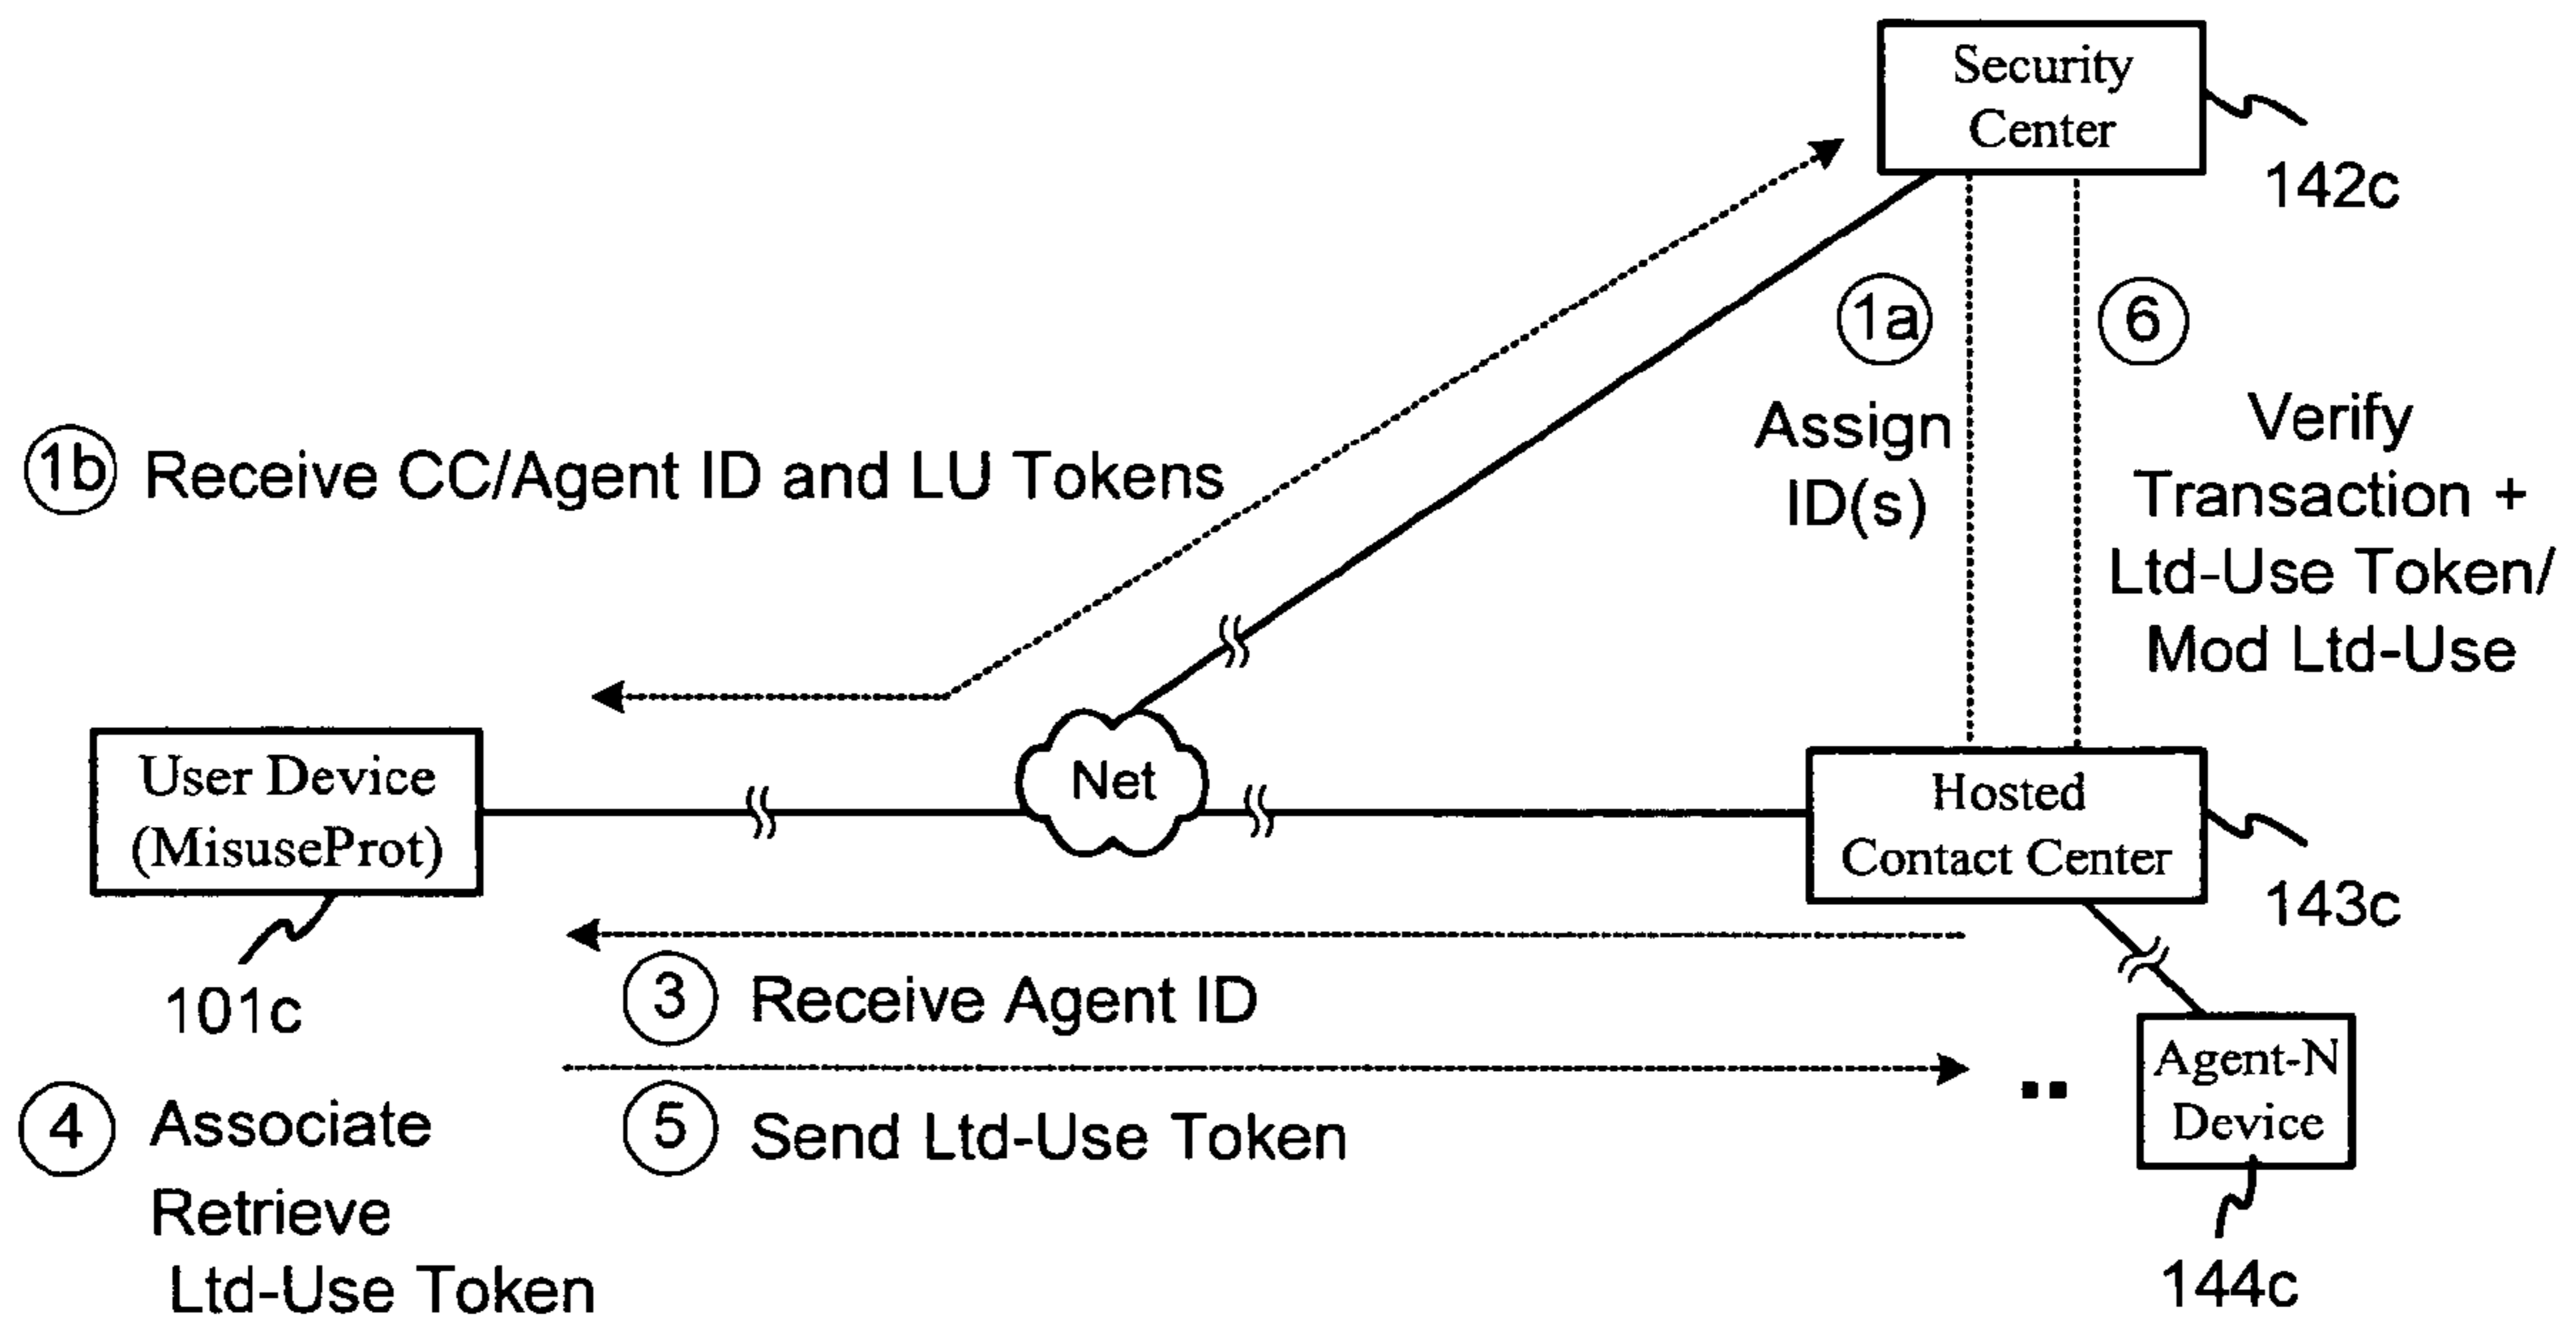 Security
Center
142c
1a
6
Assign
ID(s)
Verify
Transaction +
Ltd-Use Token/
Mod Ltd-Use
1b Receive CC/Agent ID and LU Tokens
User Device
(MisuseProt)
101c
Net
Hosted
Contact Center
143c
3 Receive Agent ID
5 Send Ltd-Use Token
4 Associate
Retrieve
Ltd-Use Token
..
Agent-N
Device
144c